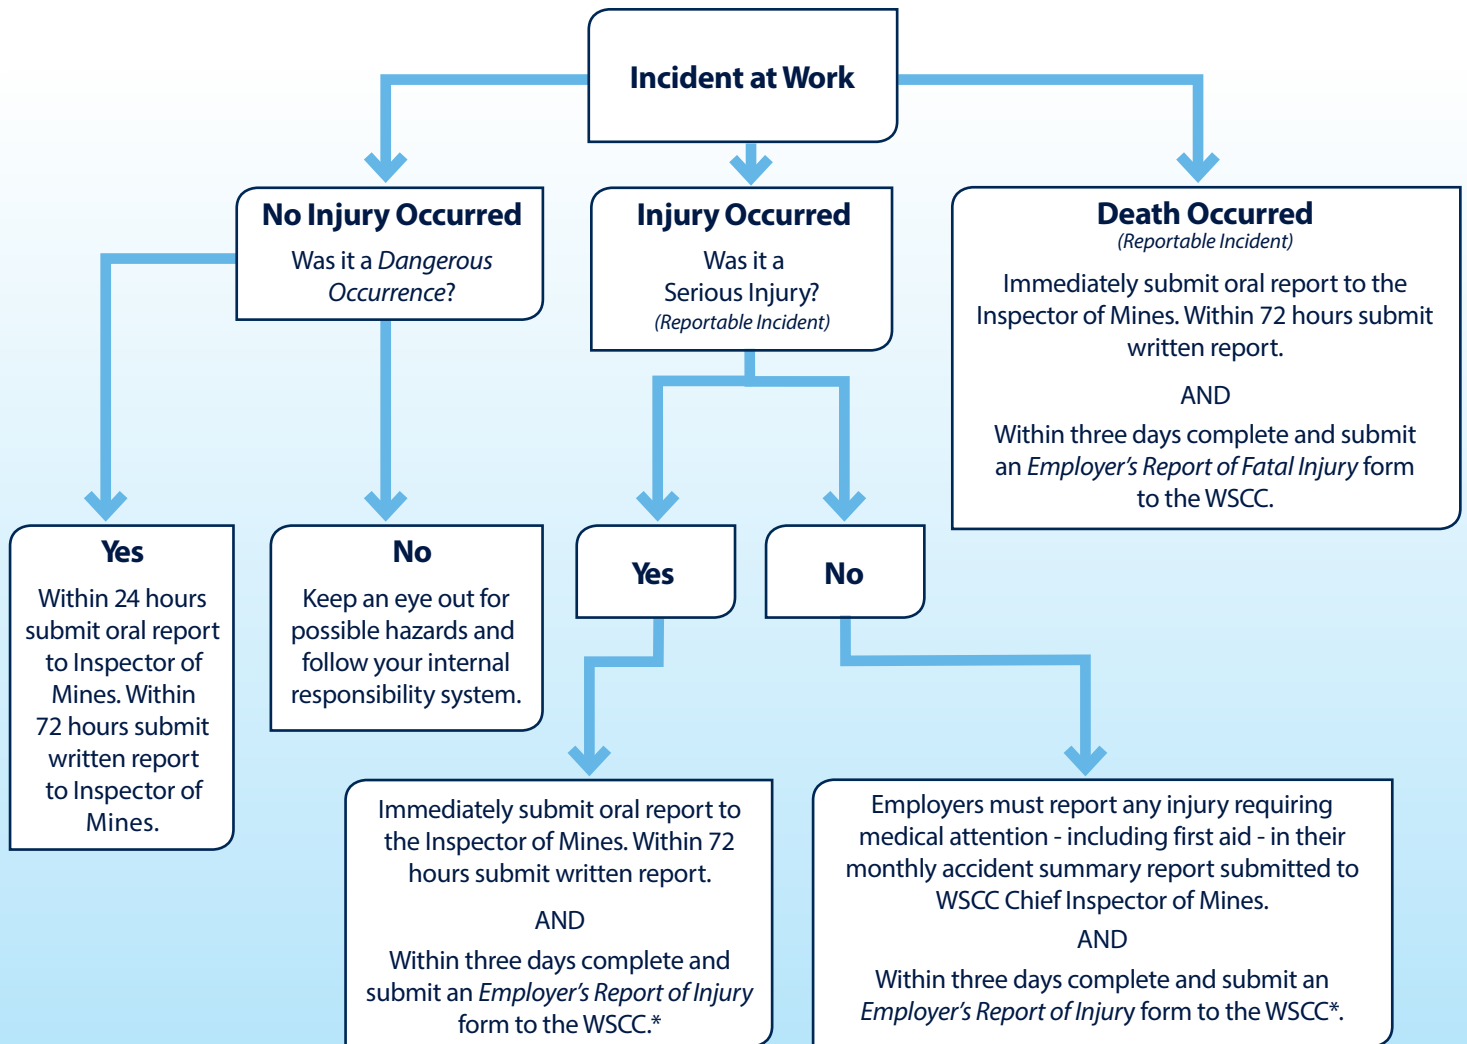 Incident at Work
No Injury Occurred
Was it a Dangerous
Occurrence?
Injury Occurred
Was it a
Serious Injury?
(Reportable Incident)
Death Occurred
(Reportable Incident)
Immediately submit oral report to the
Inspector of Mines. Within 72 hours submit
written report.
AND
Within three days complete and submit
an Employer's Report of Fatal Injury form
to the WSCC.
Yes
Within 24 hours
submit oral report
to Inspector of
Mines. Within
72 hours submit
written report
to Inspector of
Mines.
No
Keep an eye out for
possible hazards and
follow your internal
responsibility system.
Yes
No
Immediately submit oral report to
the Inspector of Mines. Within 72
hours submit written report.
AND
Within three days complete and
submit an Employer's Report of Injury
form to the WSCC.*
Employers must report any injury requiring
medical attention - including first aid - in their
monthly accident summary report submitted to
WSCC Chief Inspector of Mines.
AND
Within three days complete and submit an
Employer's Report of Injury form to the WSCC*.